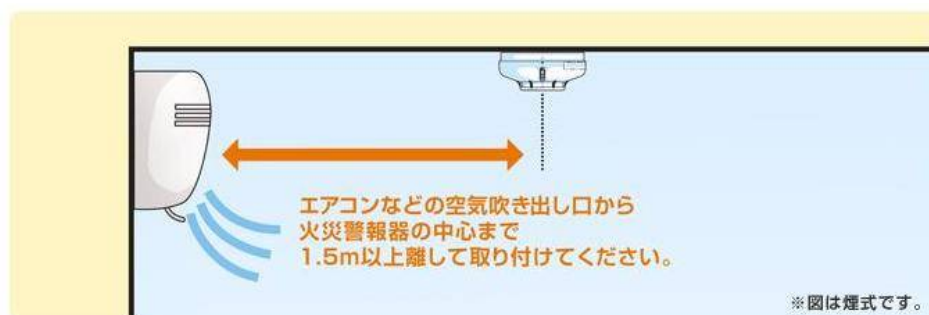 エアコンなどの空気吹き出し口から
火災警報器の中心まで
1.5m以上離して取り付けてください。
※図は煙式です。